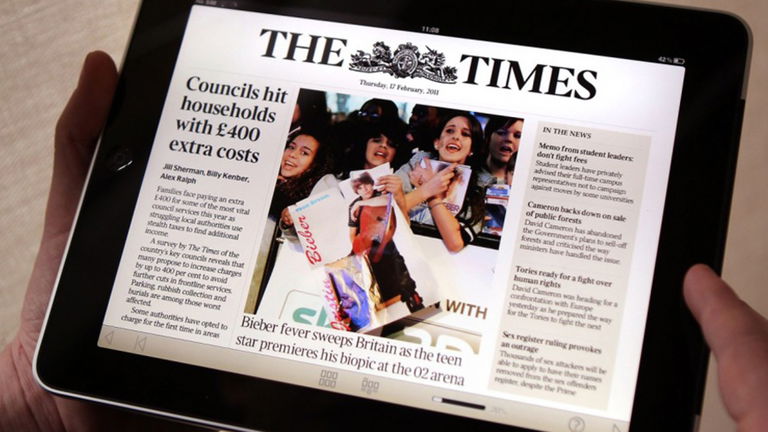 11:08
42%
THE TIMES
Thursday, 17 February, 2011
Councils hit
households
with £400
extra costs
Jill Sherman, Billy Kenber,
Alex Ralph
Families face paying an extra
£400 for some of the most vital
council services this year as
struggling local authorities use
stealth taxes to find additional
income.
A survey by The Times of the
country's key councils reveals that
many propose to increase charges
by up to 400 per cent to avoid
further cuts in frontline services.
Parking, rubbish collection and
burials are among those worst
affected.
Some authorities have opted to
charge for the first time in areas
Bieber
WITH
Bieber fever sweeps Britain as the teen
star premieres his biopic at the 02 arena
IN THE NEWS
Memo from student leaders:
don't fight fees
Student leaders have privately
advised their full-time campus
representatives not to campaign
against moves by some universities
Cameron backs down on sale
of public forests
David Cameron has abandoned
the Government's plans to sell-off
forests and criticised the way
ministers have handled the issue.
Tories ready for a fight over
human rights
David Cameron was heading for a
confrontation with Europe
yesterday as he prepared the way
for the Tories to fight the next
Sex register ruling provokes
an outrage
Thousands of sex attackers will be
able to apply to have their names
removed from the sex offenders
register, despite the Prime